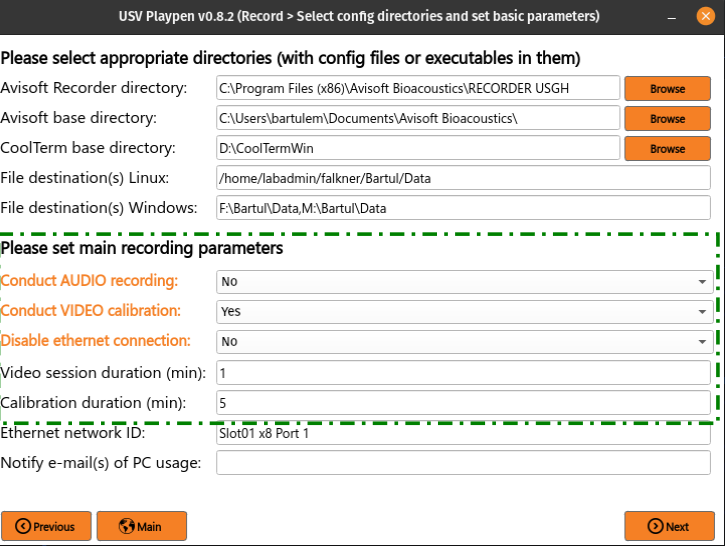 USV Playpen v0.8.2 (Record > Select config directories and set basic parameters)
Please select appropriate directories (with config files or executables in them)
Avisoft Recorder directory: C:\Program Files (x86)\Avisoft Bioacoustics\RECORDER USGH Browse
Avisoft base directory: C:\Users\bartulem\Documents\Avisoft Bioacoustics\ Browse
CoolTerm base directory: D:\CoolTermWin Browse
File destination(s) Linux: /home/labadmin/falkner/Bartul/Data
File destination(s) Windows: F:\Bartul\Data,M:\Bartul\Data
Please set main recording parameters
Conduct AUDIO recording: No
Conduct VIDEO calibration: Yes
Disable ethernet connection: No
Video session duration (min): 1
Calibration duration (min): 5
Ethernet network ID: Slot01 x8 Port 1
Notify e-mail(s) of PC usage:
Previous Main Next